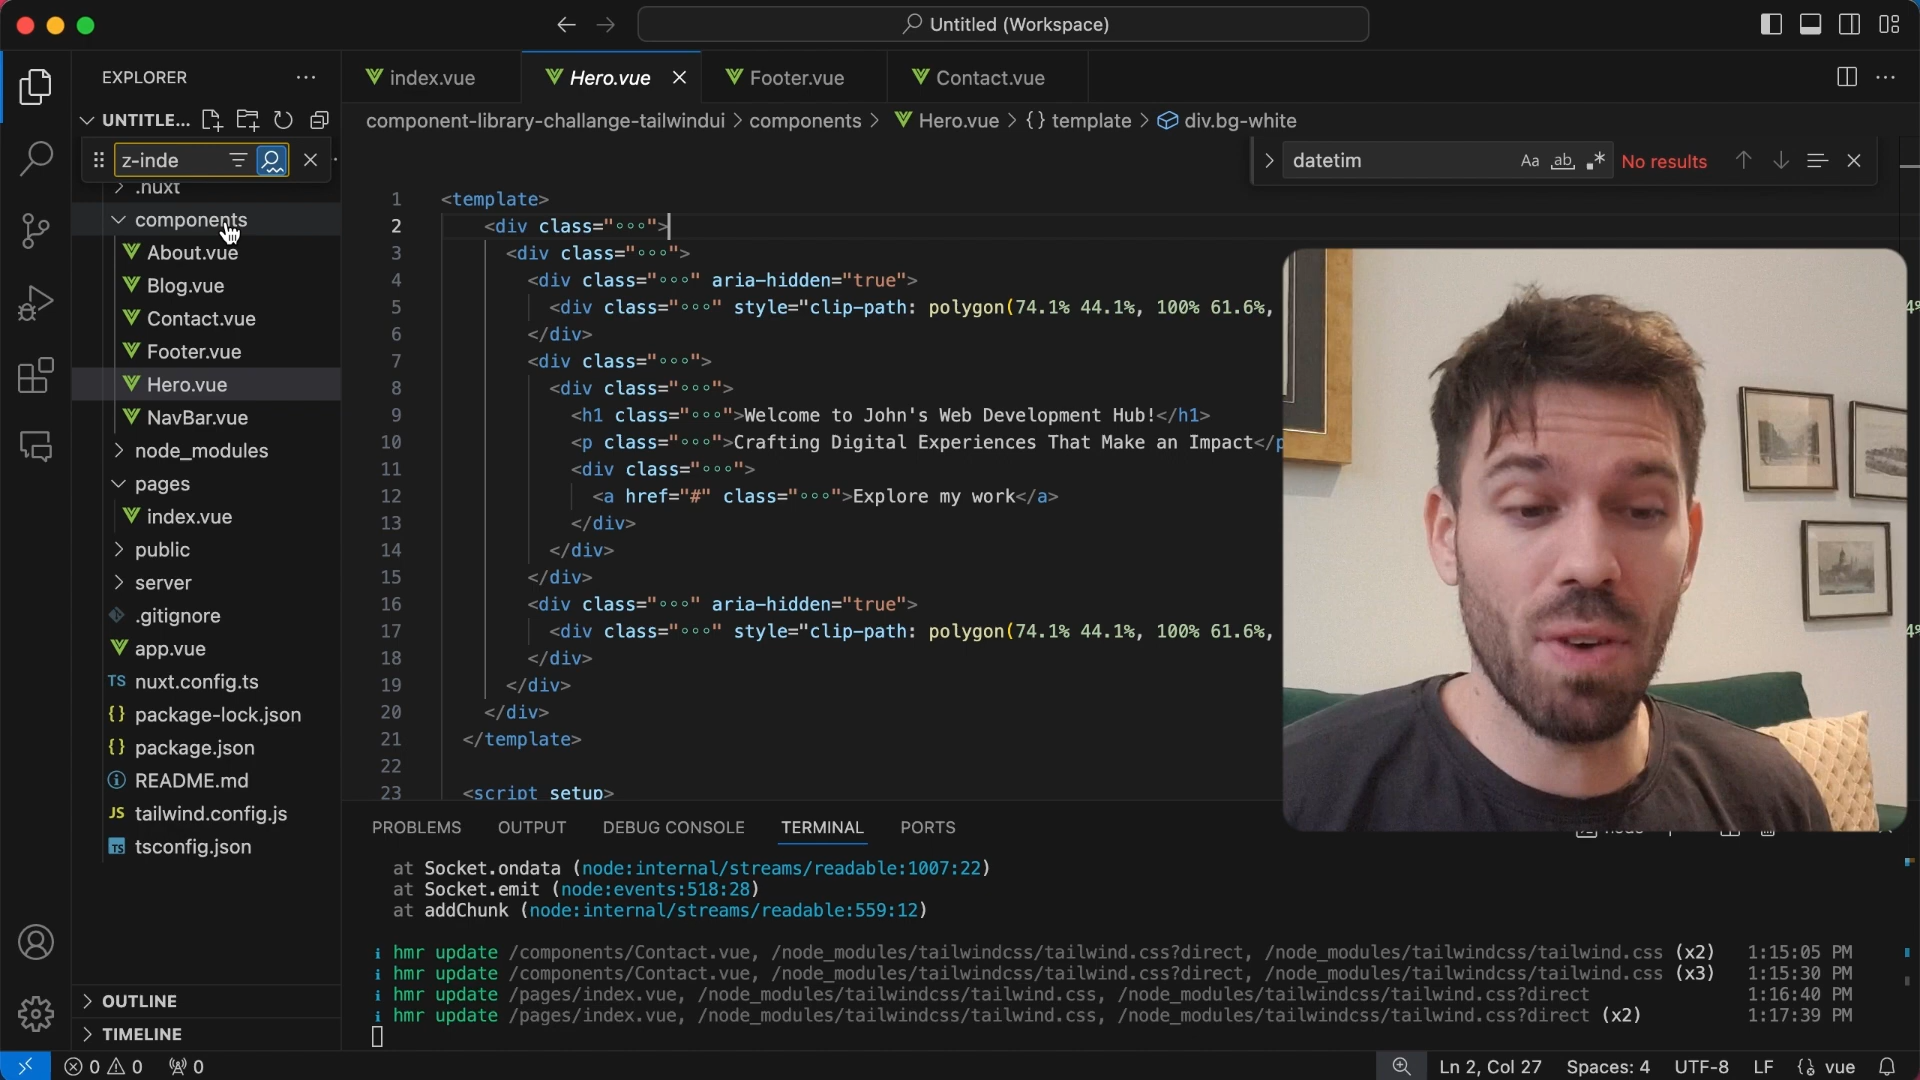 Untitled (Workspace)
EXPLORER
index.vue
Hero.vue
Footer.vue
Contact.vue
UNTITLE...
component-library-challange-tailwindui > components > Hero.vue > {} template > div.bg-white
z-inde
datetim
Aa
ab
No results
.nuxt
components
About.vue
Blog.vue
Contact.vue
Footer.vue
Hero.vue
NavBar.vue
node_modules
pages
index.vue
public
server
.gitignore
app.vue
TS nuxt.config.ts
{} package-lock.json
{} package.json
README.md
JS tailwind.config.js
TS tsconfig.json
OUTLINE
TIMELINE
1 <template>
2 <div class="∘∘∘">
3 <div class="∘∘∘">
4 <div class="∘∘∘" aria-hidden="true">
5 <div class="∘∘∘" style="clip-path: polygon(74.1% 44.1%, 100% 61.6%,
6 </div>
7 <div class="∘∘∘">
8 <div class="∘∘∘">
9 <h1 class="∘∘∘">Welcome to John's Web Development Hub!</h1>
10 <p class="∘∘∘">Crafting Digital Experiences That Make an Impact</p
11 <div class="∘∘∘">
12 <a href="#" class="∘∘∘">Explore my work</a>
13 </div>
14 </div>
15 </div>
16 <div class="∘∘∘" aria-hidden="true">
17 <div class="∘∘∘" style="clip-path: polygon(74.1% 44.1%, 100% 61.6%,
18 </div>
19 </div>
20 </div>
21 </template>
22
23 <script setup>
PROBLEMS
OUTPUT
DEBUG CONSOLE
TERMINAL
PORTS
at Socket.ondata (node:internal/streams/readable:1007:22)
at Socket.emit (node:events:518:28)
at addChunk (node:internal/streams/readable:559:12)
i hmr update /components/Contact.vue, /node_modules/tailwindcss/tailwind.css?direct, /node_modules/tailwindcss/tailwind.css (x2) 1:15:05 PM
i hmr update /components/Contact.vue, /node_modules/tailwindcss/tailwind.css?direct, /node_modules/tailwindcss/tailwind.css (x3) 1:15:30 PM
i hmr update /pages/index.vue, /node_modules/tailwindcss/tailwind.css, /node_modules/tailwindcss/tailwind.css?direct 1:16:40 PM
i hmr update /pages/index.vue, /node_modules/tailwindcss/tailwind.css, /node_modules/tailwindcss/tailwind.css?direct (x2) 1:17:39 PM
0 0 0
Ln 2, Col 27
Spaces: 4
UTF-8
LF
vue